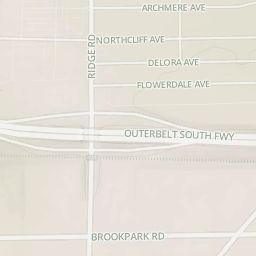 ARCHMERE AVE
NORTHCLIFF AVE
RIDGE RD
DELORA AVE
FLOWERDALE AVE
OUTERBELT SOUTH FWY
BROOKPARK RD